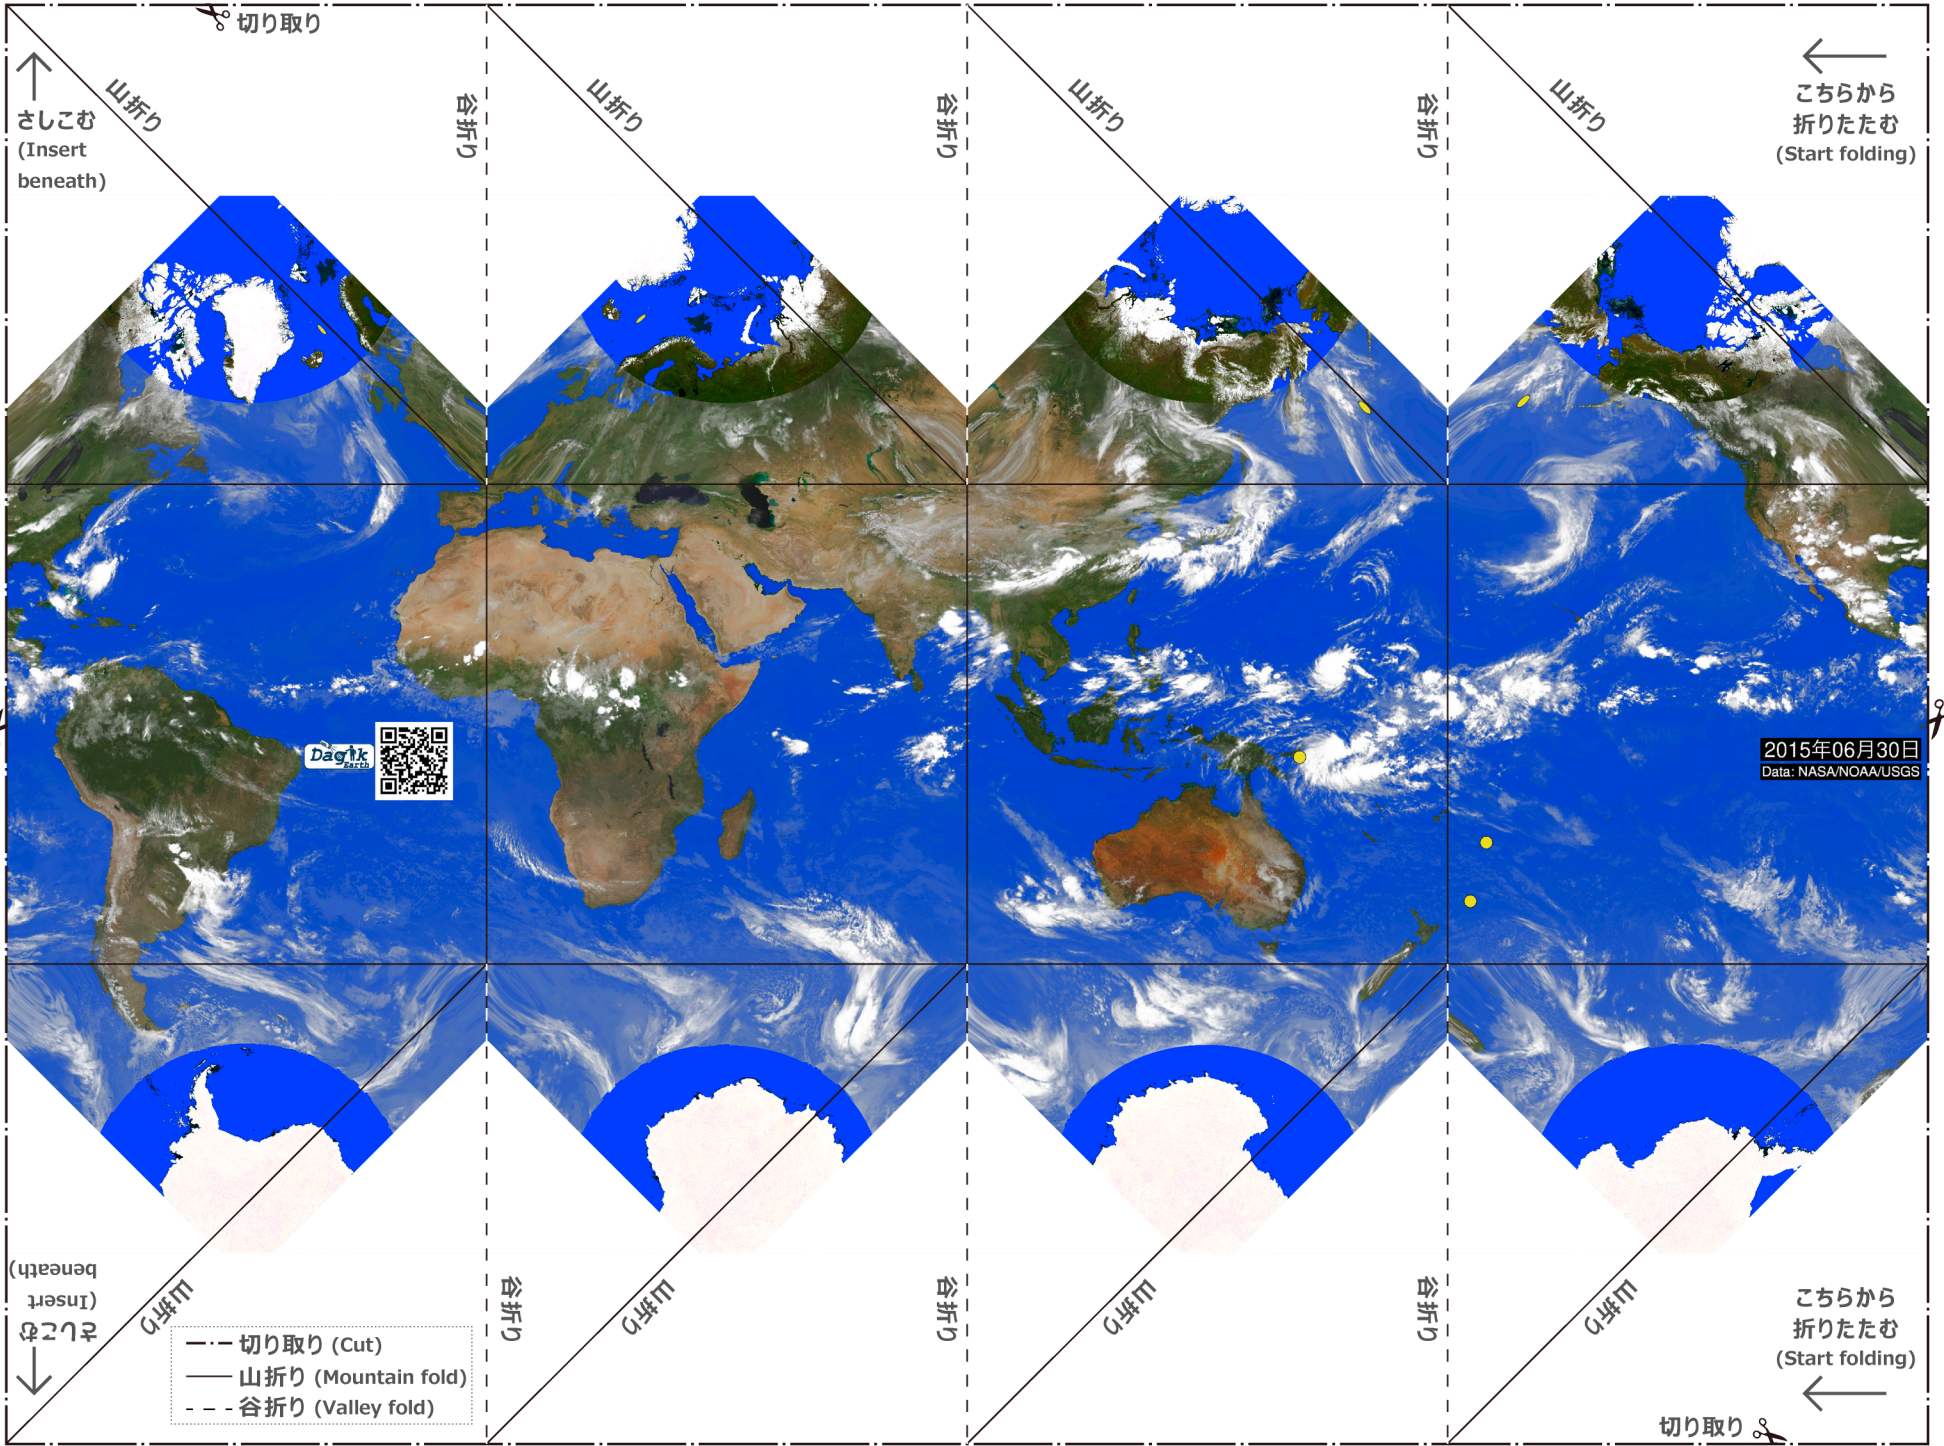 切り取り
さしこむ
(Insert
beneath)
山折り
谷折り
山折り
谷折り
山折り
谷折り
山折り
こちらから
折りたたむ
(Start folding)
Dagik
Earth
2015年06月30日
Data: NASA/NOAA/USGS
さしこむ
(Insert
beneath)
山折り
谷折り
山折り
谷折り
山折り
谷折り
山折り
こちらから
折りたたむ
(Start folding)
切り取り (Cut)
山折り (Mountain fold)
谷折り (Valley fold)
切り取り